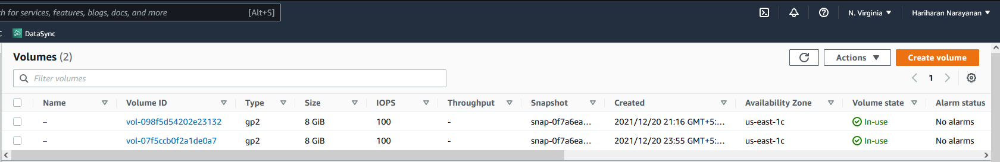 ch for services, features, blogs, docs, and more [Alt+S] N. Virginia Hariharan Narayanan
DataSync
Volumes (2) Actions Create volume
Filter volumes 1
Name Volume ID Type Size IOPS Throughput Snapshot Created Availability Zone Volume state Alarm status
– vol-098f5d54202e23132 gp2 8 GiB 100 - snap-0f7a6ea... 2021/12/20 21:16 GMT+5:... us-east-1c In-use No alarms
– vol-07f5ccb0f2a1de0a7 gp2 8 GiB 100 - snap-0f7a6ea... 2021/12/20 23:55 GMT+5:... us-east-1c In-use No alarms